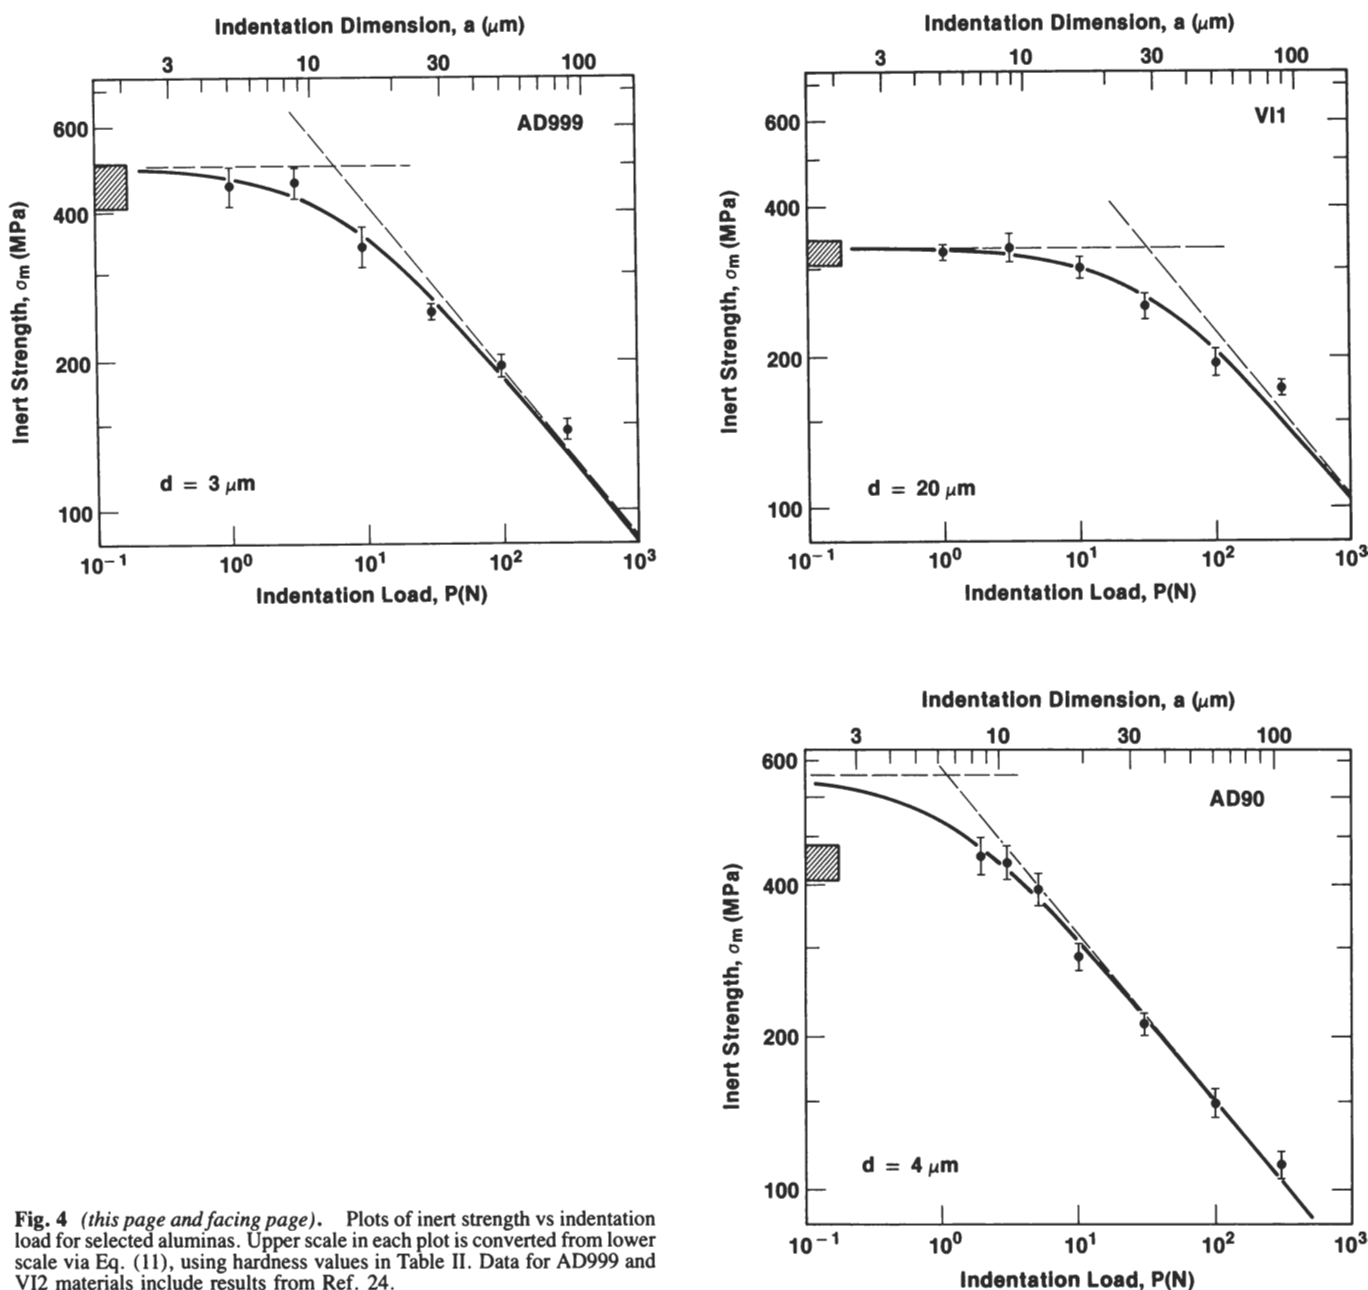 Indentation Dimension, a (μm)
3 10 30 100
600
400
200
100
Inert Strength, σm (MPa)
AD999
d = 3 μm
10⁻¹ 10⁰ 10¹ 10² 10³
Indentation Load, P(N)
Indentation Dimension, a (μm)
3 10 30 100
600
400
200
100
Inert Strength, σm (MPa)
VI1
d = 20 μm
10⁻¹ 10⁰ 10¹ 10² 10³
Indentation Load, P(N)
Indentation Dimension, a (μm)
3 10 30 100
600
400
200
100
Inert Strength, σm (MPa)
AD90
d = 4 μm
10⁻¹ 10⁰ 10¹ 10² 10³
Indentation Load, P(N)
Fig. 4 (this page and facing page). Plots of inert strength vs indentation
load for selected aluminas. Upper scale in each plot is converted from lower
scale via Eq. (11), using hardness values in Table II. Data for AD999 and
VI2 materials include results from Ref. 24.